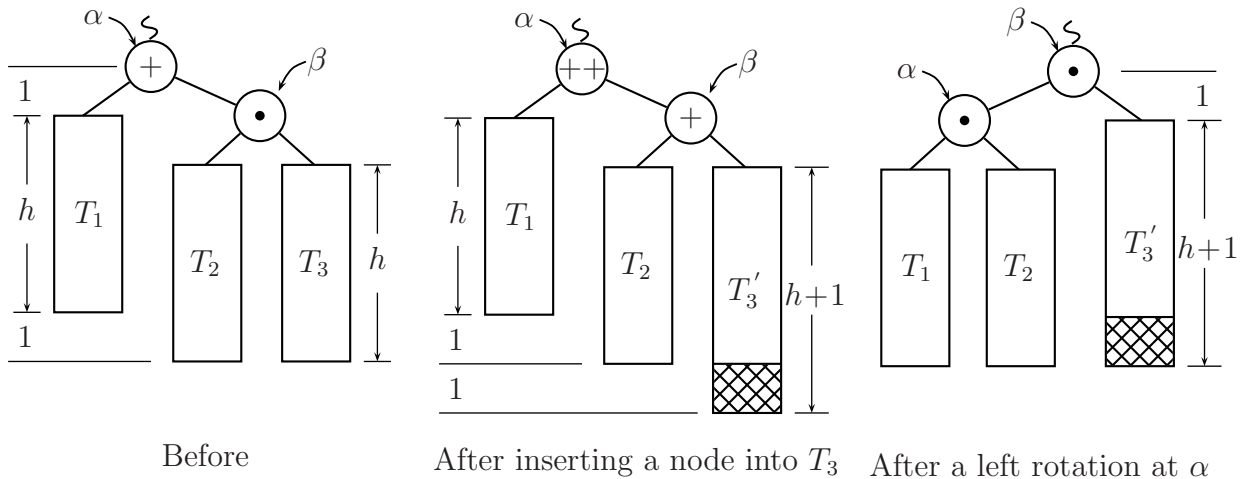 α
+
β
•
1
h
T₁
T₂
T₃
h
1
Before
α
++
β
+
h
T₁
T₂
T₃′
h+1
1
1
After inserting a node into T₃
β
•
α
•
1
T₁
T₂
T₃′
h+1
After a left rotation at α